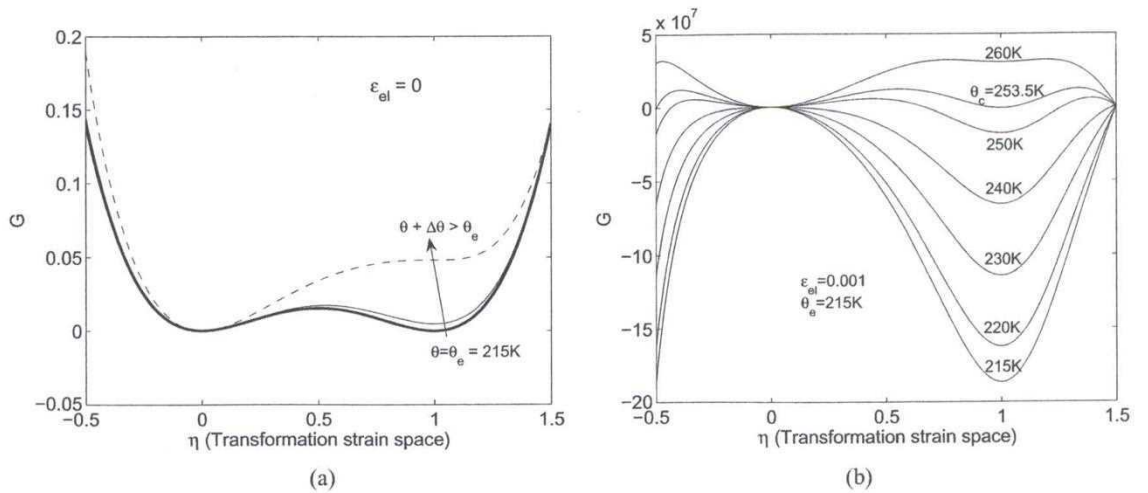 0.2
0.15
0.1
0.05
0
−0.05
G
ε_el = 0
θ + Δθ > θ_e
θ=θ_e = 215K
−0.5
0
0.5
1
1.5
η (Transformation strain space)
(a)
x 10^7
5
0
−5
−10
−15
−20
G
260K
θ_c=253.5K
250K
240K
230K
220K
215K
ε_el=0.001
θ_e=215K
−0.5
0
0.5
1
1.5
η (Transformation strain space)
(b)